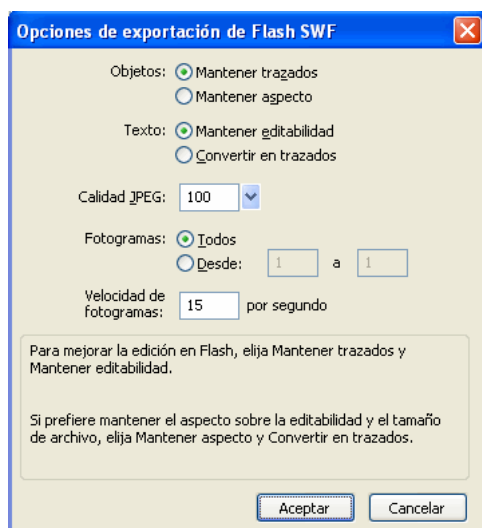 Opciones de exportación de Flash SWF
Objetos: Mantener trazados
Mantener aspecto
Texto: Mantener editabilidad
Convertir en trazados
Calidad JPEG: 100
Fotogramas: Todos
Desde: 1 a 1
Velocidad de
fotogramas: 15 por segundo
Para mejorar la edición en Flash, elija Mantener trazados y
Mantener editabilidad.
Si prefiere mantener el aspecto sobre la editabilidad y el tamaño
de archivo, elija Mantener aspecto y Convertir en trazados.
Aceptar Cancelar